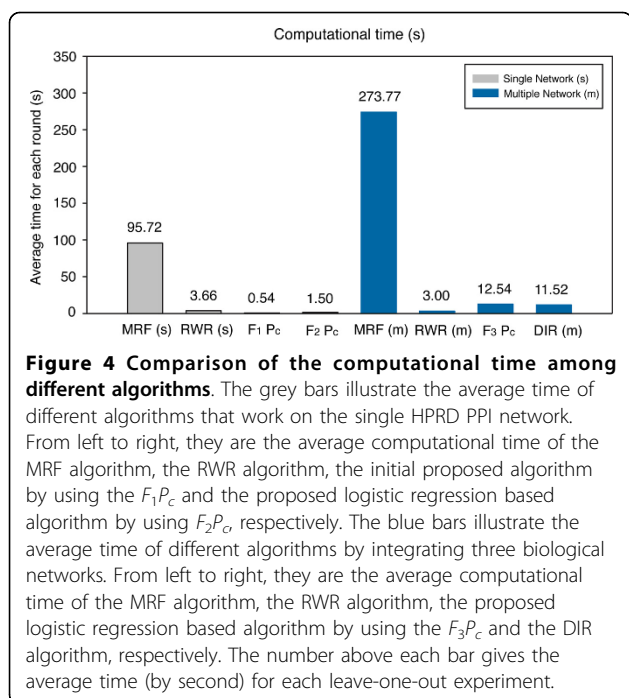 Computational time (s)
350
300
250
200
150
100
50
0
Average time for each round (s)
Single Network (s)
Multiple Network (m)
95.72
3.66
0.54
1.50
273.77
3.00
12.54
11.52
MRF (s) RWR (s) F1 Pc F2 Pc MRF (m) RWR (m) F3 Pc DIR (m)
Figure 4 Comparison of the computational time among
different algorithms. The grey bars illustrate the average time of
different algorithms that work on the single HPRD PPI network.
From left to right, they are the average computational time of the
MRF algorithm, the RWR algorithm, the initial proposed algorithm
by using the F1Pc and the proposed logistic regression based
algorithm by using F2Pc, respectively. The blue bars illustrate the
average time of different algorithms by integrating three biological
networks. From left to right, they are the average computational
time of the MRF algorithm, the RWR algorithm, the proposed
logistic regression based algorithm by using the F3Pc and the DIR
algorithm, respectively. The number above each bar gives the
average time (by second) for each leave-one-out experiment.